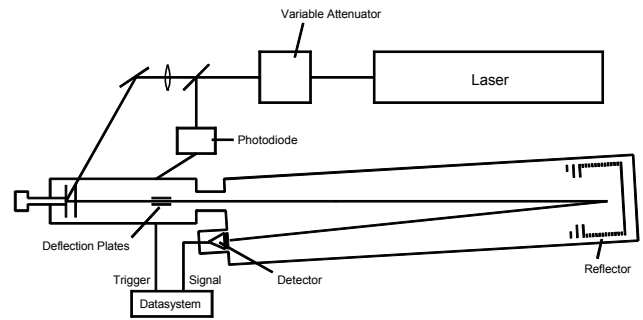 Variable Attenuator
Laser
Photodiode
Deflection Plates
Reflector
Trigger
Signal
Detector
Datasystem